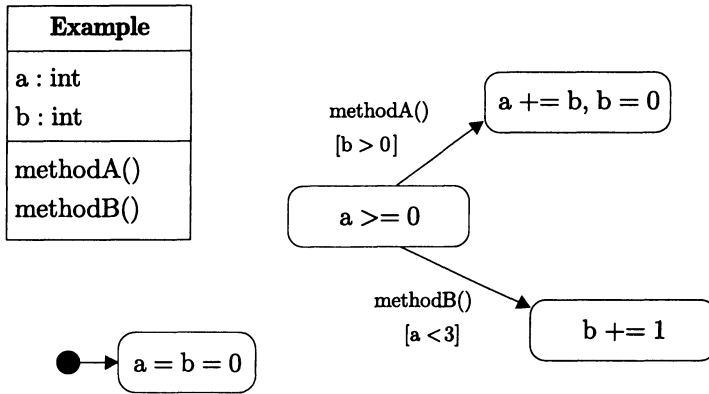 Example
a : int
b : int
methodA()
methodB()
methodA()
[b > 0]
a += b, b = 0
a >= 0
methodB()
[a < 3]
b += 1
a = b = 0